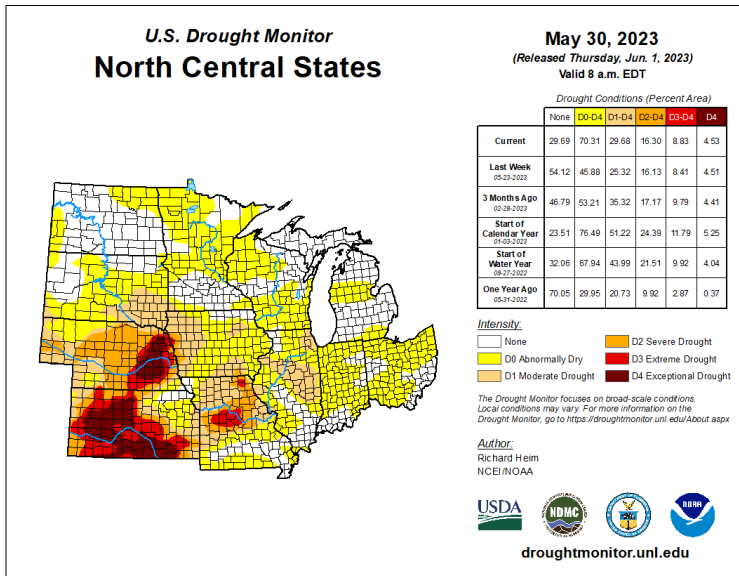 U.S. Drought Monitor
North Central States
May 30, 2023
(Released Thursday, Jun. 1, 2023)
Valid 8 a.m. EDT
Drought Conditions (Percent Area)
None D0-D4 D1-D4 D2-D4 D3-D4 D4
Current 29.69 70.31 29.68 16.30 8.83 4.53
Last Week
05-23-2023 54.12 45.88 25.32 16.13 8.41 4.51
3 Months Ago
02-28-2023 46.79 53.21 35.32 17.17 9.79 4.41
Start of
Calendar Year
01-03-2023 23.51 76.49 51.22 24.39 11.79 5.25
Start of
Water Year
09-27-2022 32.06 67.94 43.99 21.51 9.92 4.04
One Year Ago
05-31-2022 70.05 29.95 20.73 9.92 2.87 0.37
Intensity:
None
D0 Abnormally Dry
D1 Moderate Drought
D2 Severe Drought
D3 Extreme Drought
D4 Exceptional Drought
The Drought Monitor focuses on broad-scale conditions.
Local conditions may vary. For more information on the
Drought Monitor, go to https://droughtmonitor.unl.edu/About.aspx
Author:
Richard Heim
NCEI/NOAA
USDA
NDMC
NOAA
droughtmonitor.unl.edu